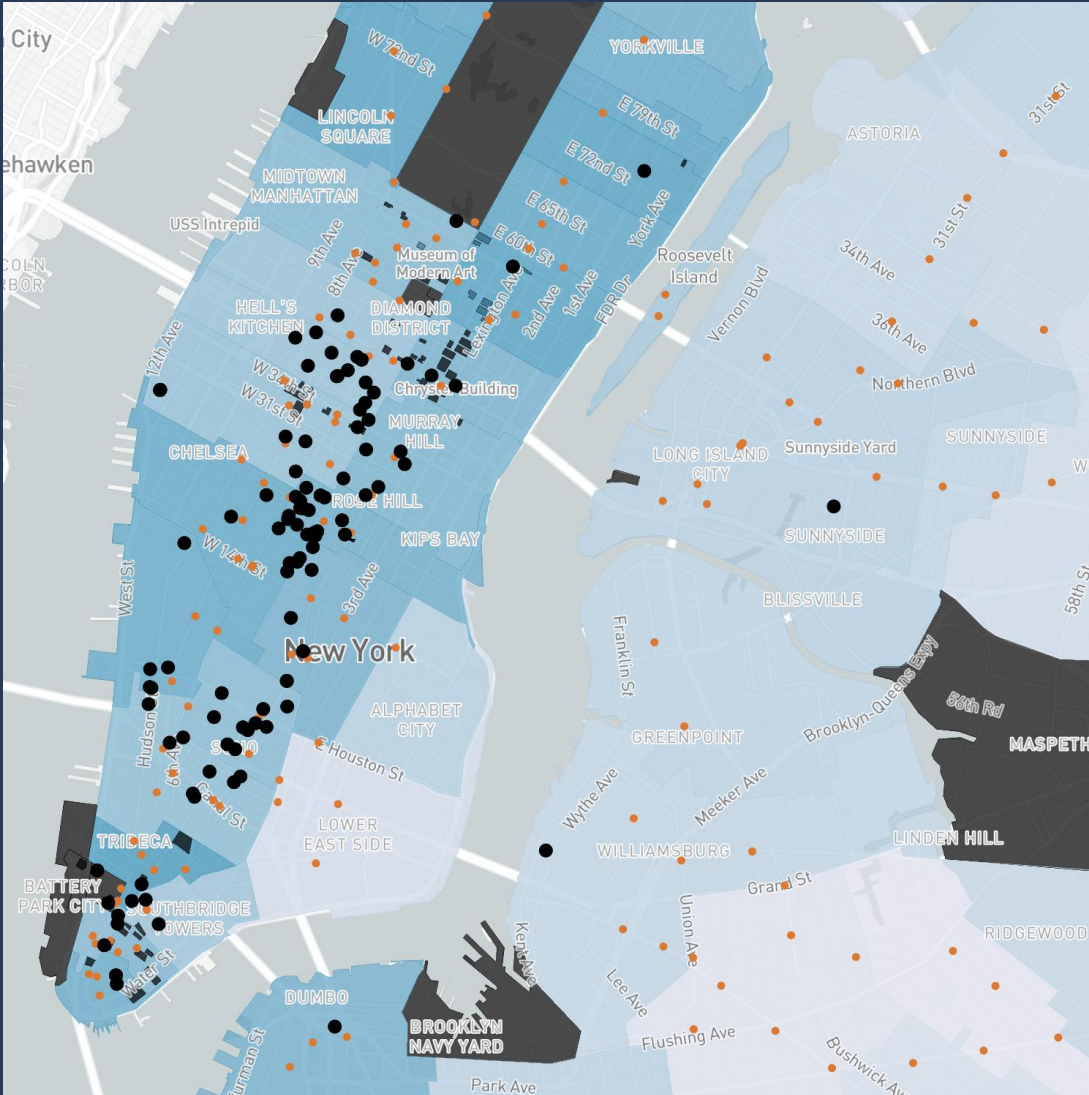 City
W 72nd St
YORKVILLE
E 79th St
31st St
LINCOLN
SQUARE
ASTORIA
ehawken
E 72nd St
MIDTOWN
MANHATTAN
E 65th St
York Ave
31st St
USS Intrepid
9th Ave
8th Ave
E 60th St
Museum of
Modern Art
Roosevelt
Island
34th Ave
COLN
RBOR
Lexington Ave
2nd Ave
1st Ave
FDR Dr
Vernon Blvd
HELL'S
KITCHEN
DIAMOND
DISTRICT
36th Ave
12th Ave
W 34th St
W 31st St
Chrysler Building
Northern Blvd
MURRAY
HILL
CHELSEA
LONG ISLAND
CITY
Sunnyside Yard
SUNNYSIDE
W
ROSE HILL
KIPS BAY
SUNNYSIDE
W 14th St
West St
3rd Ave
58th St
BLISSVILLE
Franklin St
New York
Brooklyn-Queens Expy
56th Rd
Hudson St
ALPHABET
CITY
GREENPOINT
MASPETH
6th Ave
SOHO
E Houston St
Wythe Ave
Meeker Ave
Canal St
LOWER
EAST SIDE
TRIBECA
WILLIAMSBURG
LINDEN HILL
BATTERY
PARK CITY
SOUTHBRIDGE
TOWERS
Grand St
Union Ave
RIDGEWOOD
Kent Ave
Water St
Lee Ave
DUMBO
BROOKLYN
NAVY YARD
Flushing Ave
Bushwick Av
urman St
Park Ave